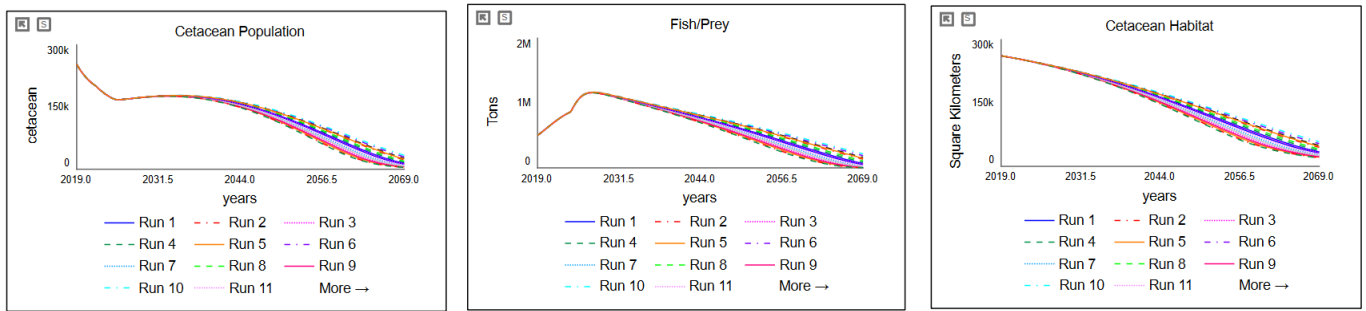 S
Cetacean Population
300k
150k
0
cetacean
2019.0 2031.5 2044.0 2056.5 2069.0
years
Run 1 Run 2 Run 3
Run 4 Run 5 Run 6
Run 7 Run 8 Run 9
Run 10 Run 11 More →
S
Fish/Prey
2M
1M
0
Tons
2019.0 2031.5 2044.0 2056.5 2069.0
years
Run 1 Run 2 Run 3
Run 4 Run 5 Run 6
Run 7 Run 8 Run 9
Run 10 Run 11 More →
S
Cetacean Habitat
300k
150k
0
Square Kilometers
2019.0 2031.5 2044.0 2056.5 2069.0
years
Run 1 Run 2 Run 3
Run 4 Run 5 Run 6
Run 7 Run 8 Run 9
Run 10 Run 11 More →